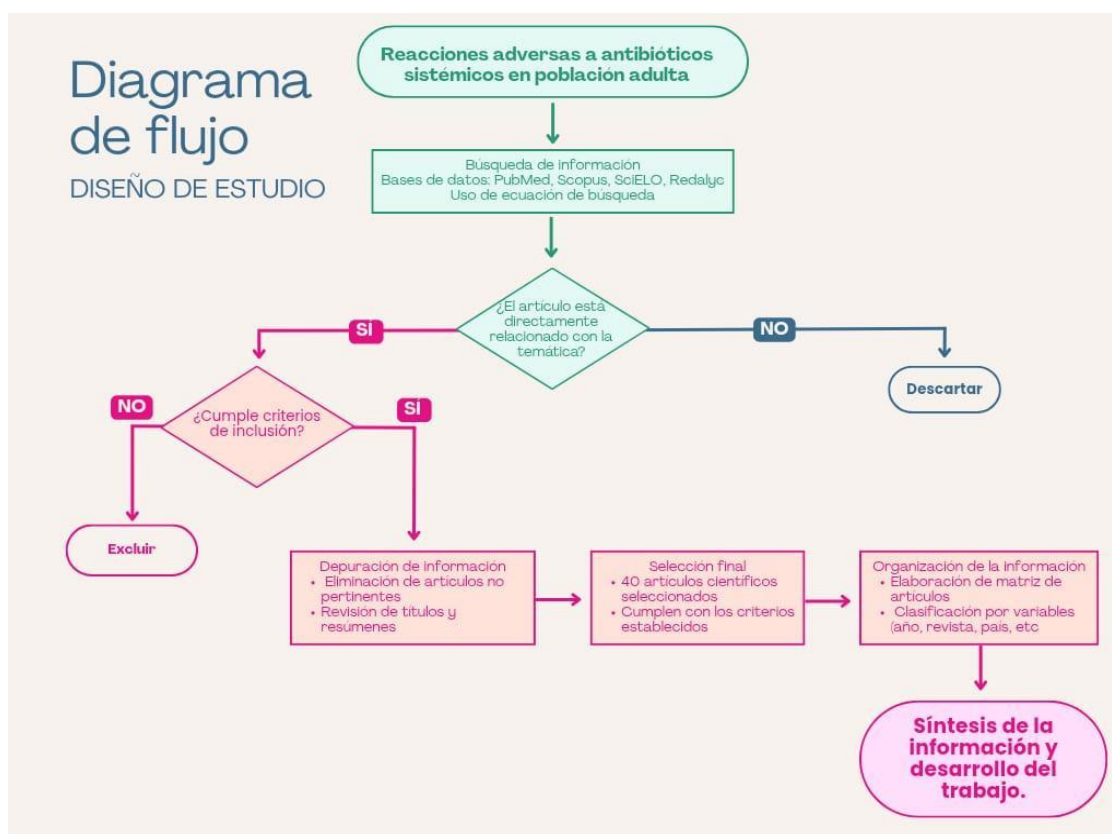 Diagrama
de flujo
DISEÑO DE ESTUDIO
Reacciones adversas a antibióticos
sistémicos en población adulta
Búsqueda de información
Bases de datos: PubMed, Scopus, SciELO, Redalyc
Uso de ecuación de búsqueda
¿El artículo está
directamente
relacionado con la
temática?
SÍ
NO
Descartar
¿Cumple criterios
de inclusión?
NO
SÍ
Excluir
Depuración de información
• Eliminación de artículos no
pertinentes
• Revisión de títulos y
resúmenes
Selección final
• 40 artículos científicos
seleccionados
• Cumplen con los criterios
establecidos
Organización de la información
• Elaboración de matriz de
artículos
• Clasificación por variables
(año, revista, país, etc
Síntesis de la
información y
desarrollo del
trabajo.